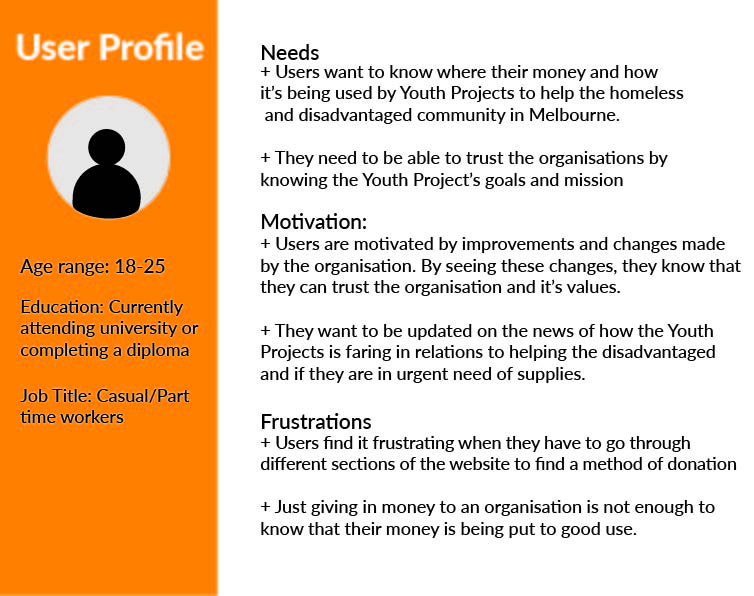 User Profile
Age range: 18-25
Education: Currently
attending university or
completing a diploma
Job Title: Casual/Part
time workers
Needs
+ Users want to know where their money and how
it's being used by Youth Projects to help the homeless
and disadvantaged community in Melbourne.
+ They need to be able to trust the organisations by
knowing the Youth Project's goals and mission
Motivation:
+ Users are motivated by improvements and changes made
by the organisation. By seeing these changes, they know that
they can trust the organisation and it's values.
+ They want to be updated on the news of how the Youth
Projects is faring in relations to helping the disadvantaged
and if they are in urgent need of supplies.
Frustrations
+ Users find it frustrating when they have to go through
different sections of the website to find a method of donation
+ Just giving in money to an organisation is not enough to
know that their money is being put to good use.